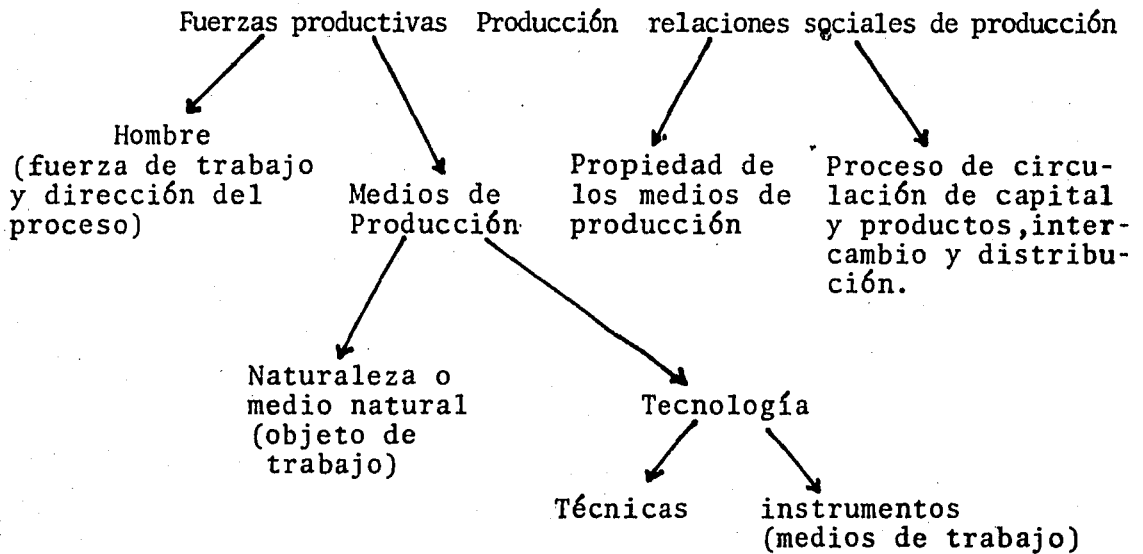 Fuerzas productivas Producción relaciones sociales de producción
Hombre
(fuerza de trabajo
y dirección del
proceso)
Medios de
Producción
Propiedad de
los medios de
producción
Proceso de circu-
lación de capital
y productos,inter-
cambio y distribu-
ción.
Naturaleza o
medio natural
(objeto de
trabajo)
Tecnología
Técnicas
instrumentos
(medios de trabajo)